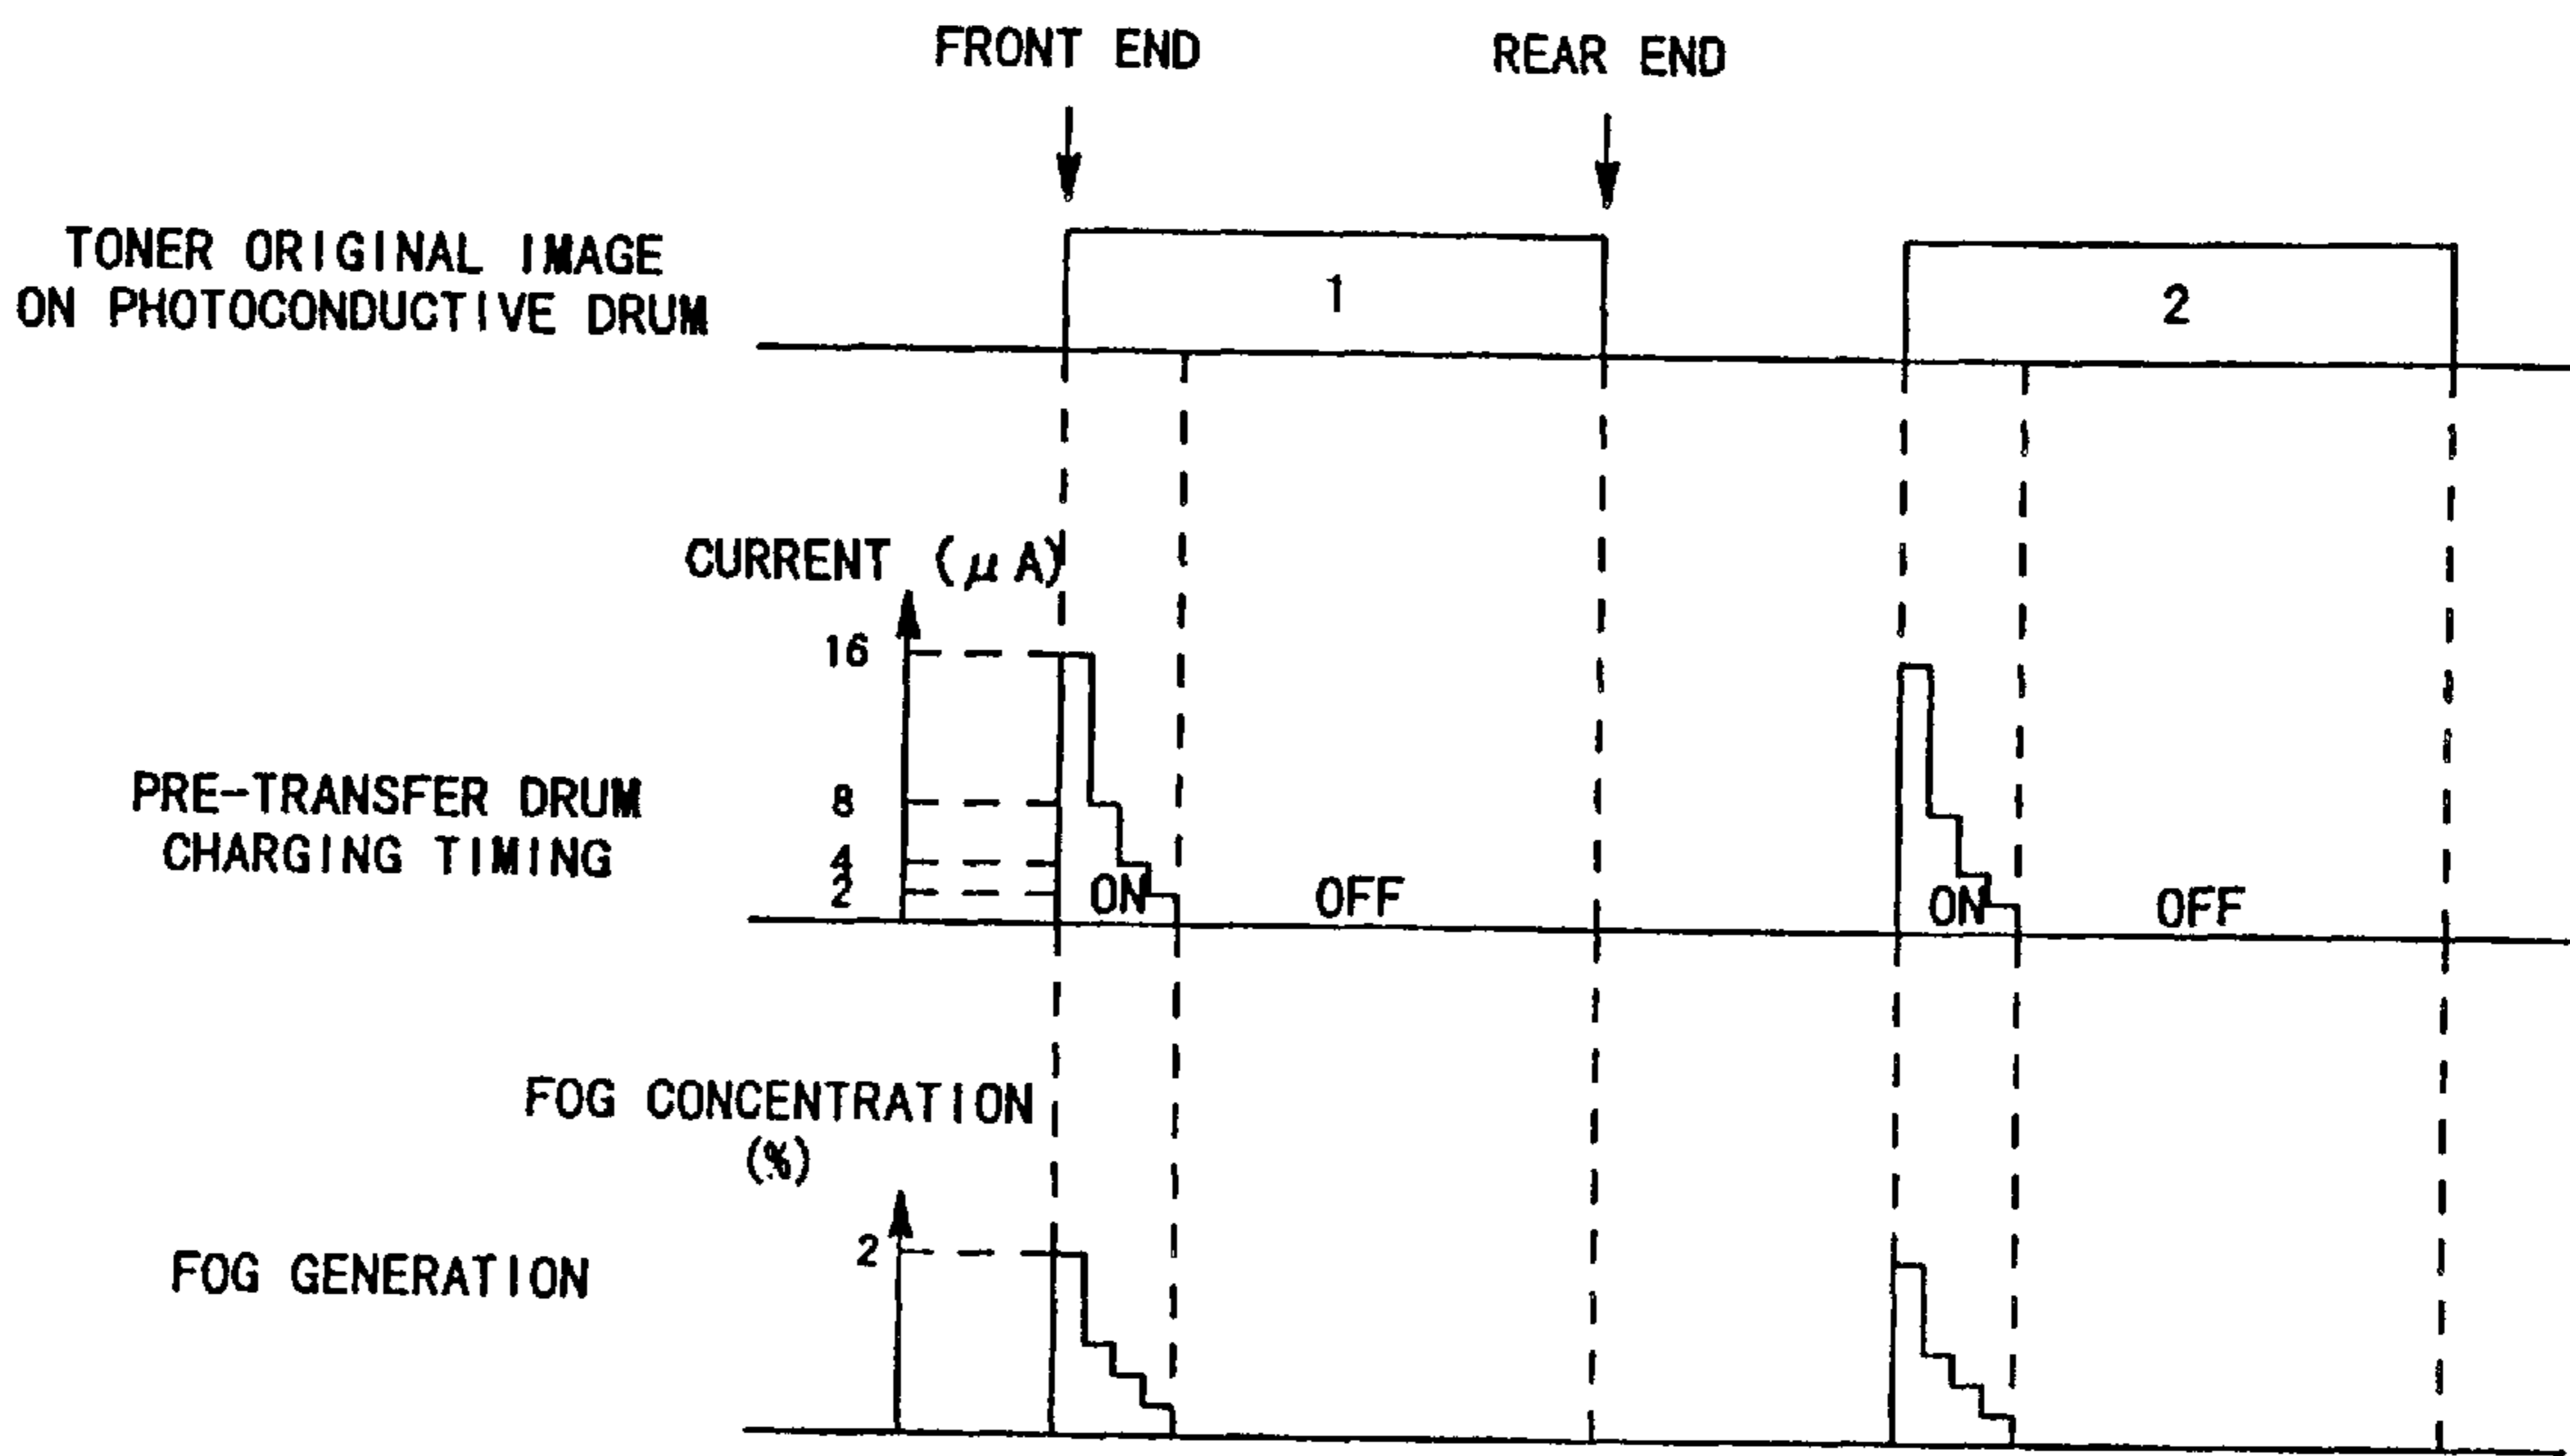 FRONT END
REAR END
TONER ORIGINAL IMAGE
ON PHOTOCONDUCTIVE DRUM
1
2
CURRENT (μA)
16
8
4
2
PRE-TRANSFER DRUM
CHARGING TIMING
ON
OFF
ON
OFF
FOG CONCENTRATION
(%)
2
FOG GENERATION